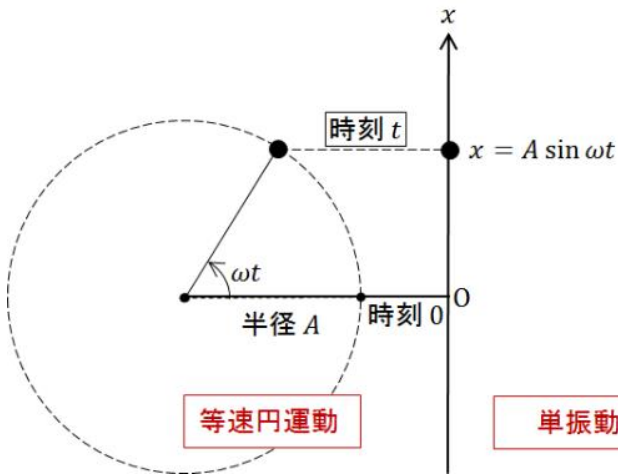 x
時刻 t
x = A sin ωt
ωt
O
半径 A
時刻 0
等速円運動
単振動